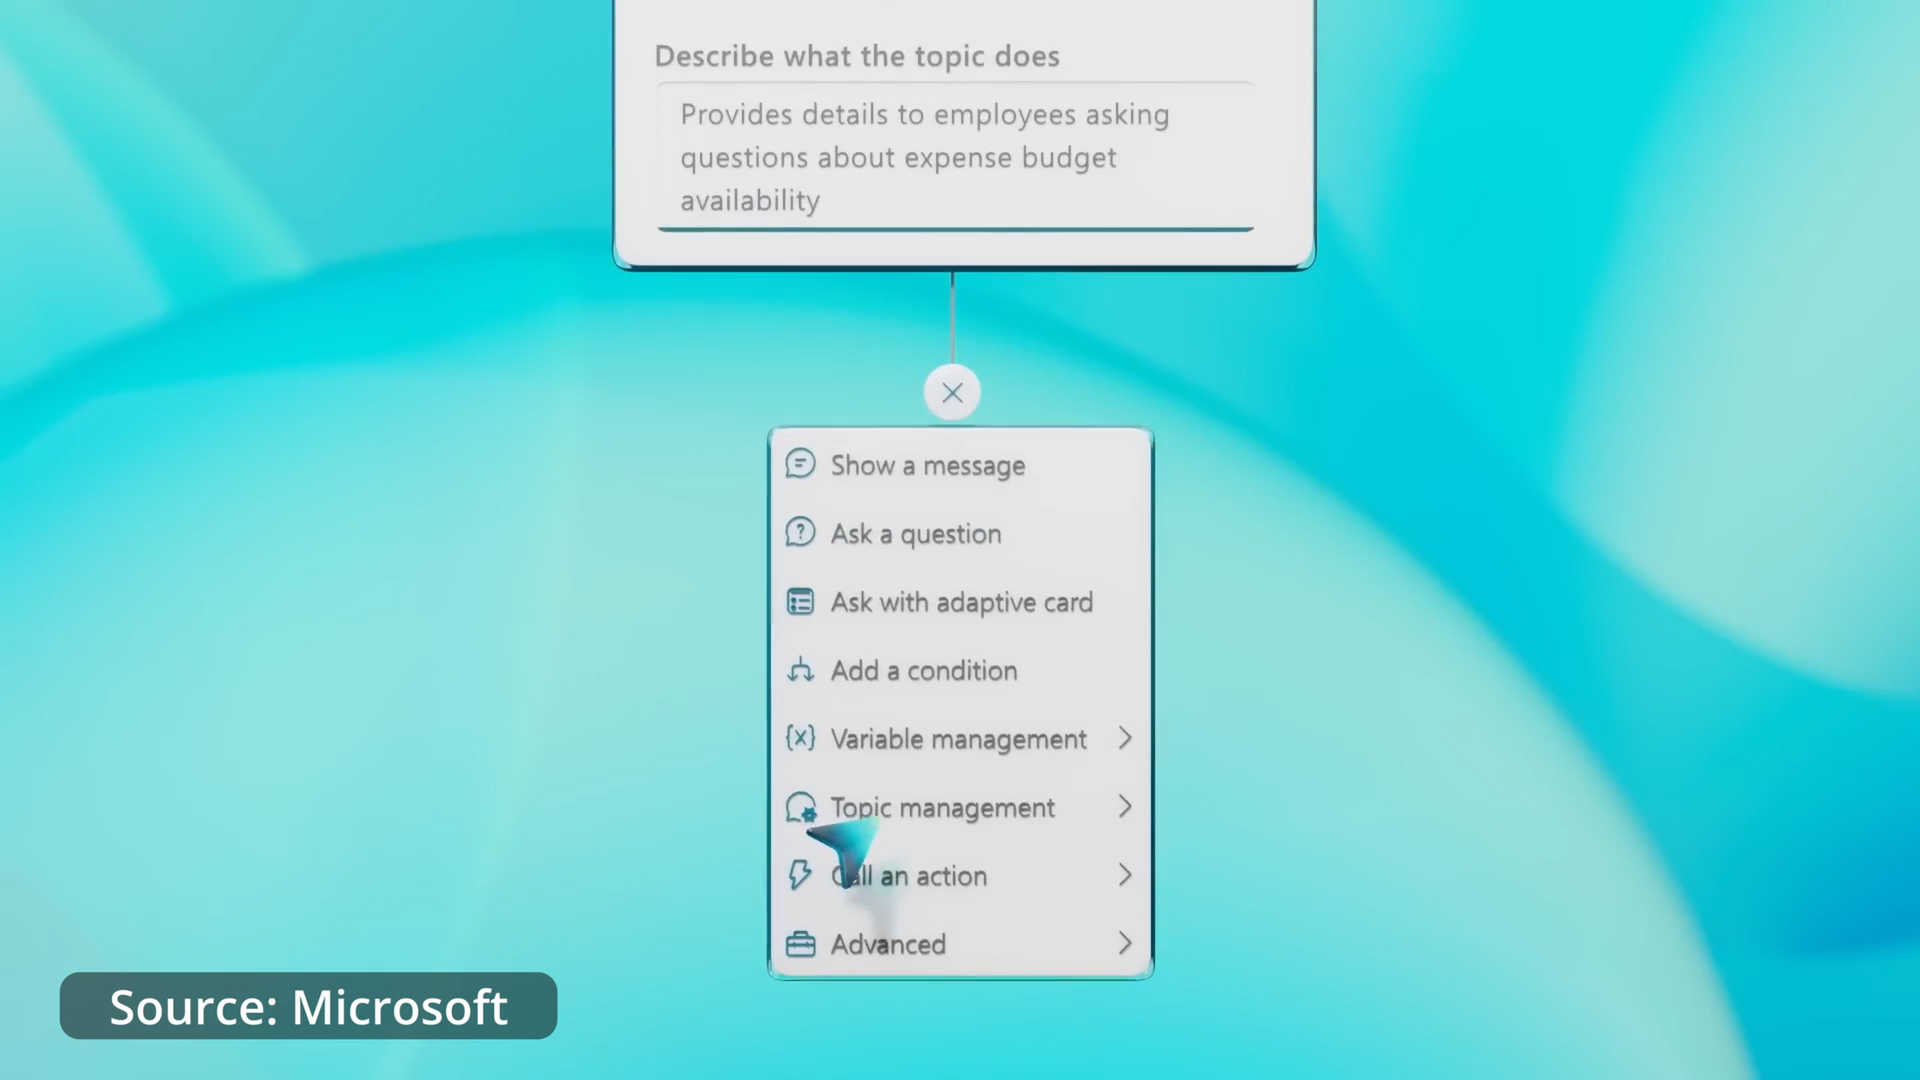 Describe what the topic does
Provides details to employees asking
questions about expense budget
availability
Show a message
Ask a question
Ask with adaptive card
Add a condition
{x} Variable management
Topic management
Call an action
Advanced
Source: Microsoft